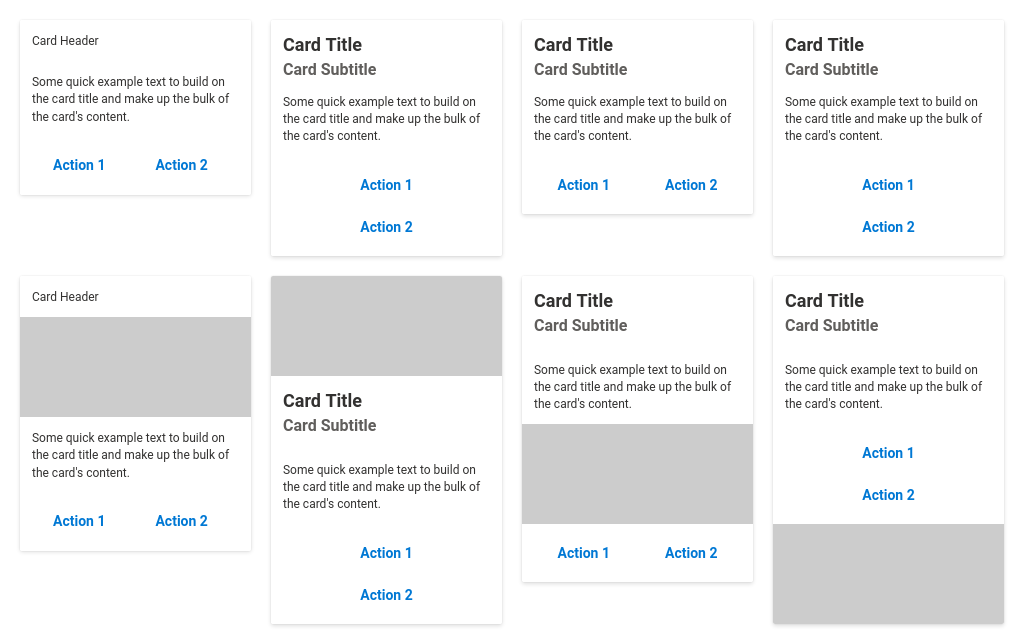 Card Header
Some quick example text to build on
the card title and make up the bulk of
the card's content.
Action 1
Action 2
Card Title
Card Subtitle
Some quick example text to build on
the card title and make up the bulk of
the card's content.
Action 1
Action 2
Card Title
Card Subtitle
Some quick example text to build on
the card title and make up the bulk of
the card's content.
Action 1
Action 2
Card Title
Card Subtitle
Some quick example text to build on
the card title and make up the bulk of
the card's content.
Action 1
Action 2
Card Header
Some quick example text to build on
the card title and make up the bulk of
the card's content.
Action 1
Action 2
Card Title
Card Subtitle
Some quick example text to build on
the card title and make up the bulk of
the card's content.
Action 1
Action 2
Card Title
Card Subtitle
Some quick example text to build on
the card title and make up the bulk of
the card's content.
Action 1
Action 2
Card Title
Card Subtitle
Some quick example text to build on
the card title and make up the bulk of
the card's content.
Action 1
Action 2